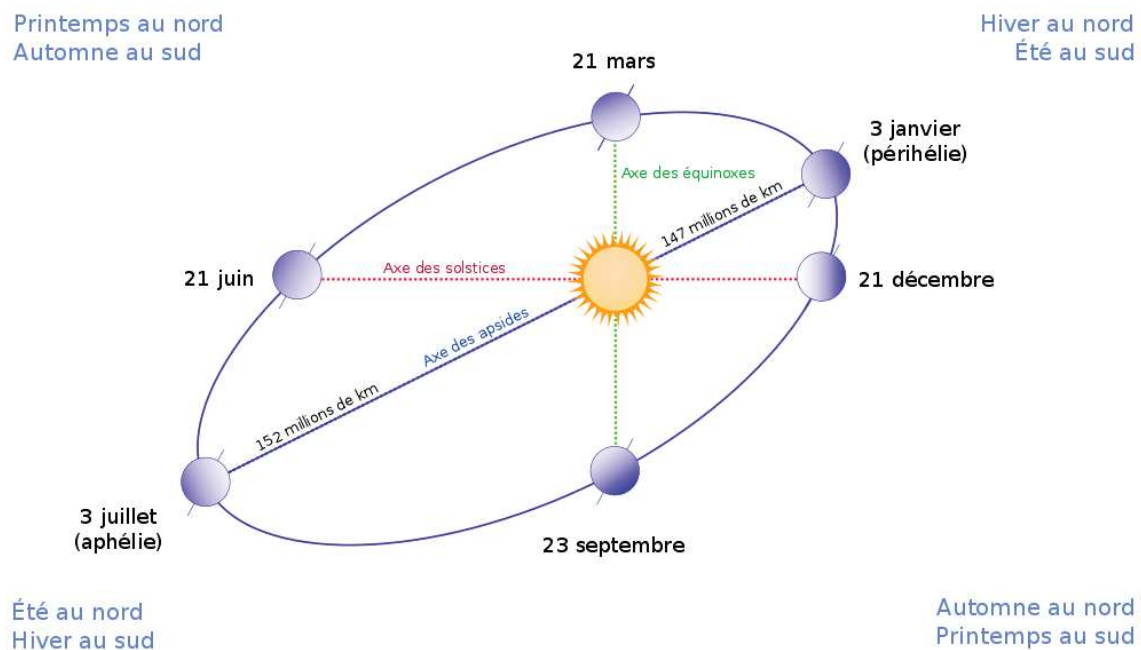 Printemps au nord
Automne au sud
Hiver au nord
Été au sud
21 mars
3 janvier
(périhélie)
Axe des équinoxes
147 millions de km
21 juin
Axe des solstices
21 décembre
Axe des apsides
152 millions de km
3 juillet
(aphélie)
23 septembre
Été au nord
Hiver au sud
Automne au nord
Printemps au sud